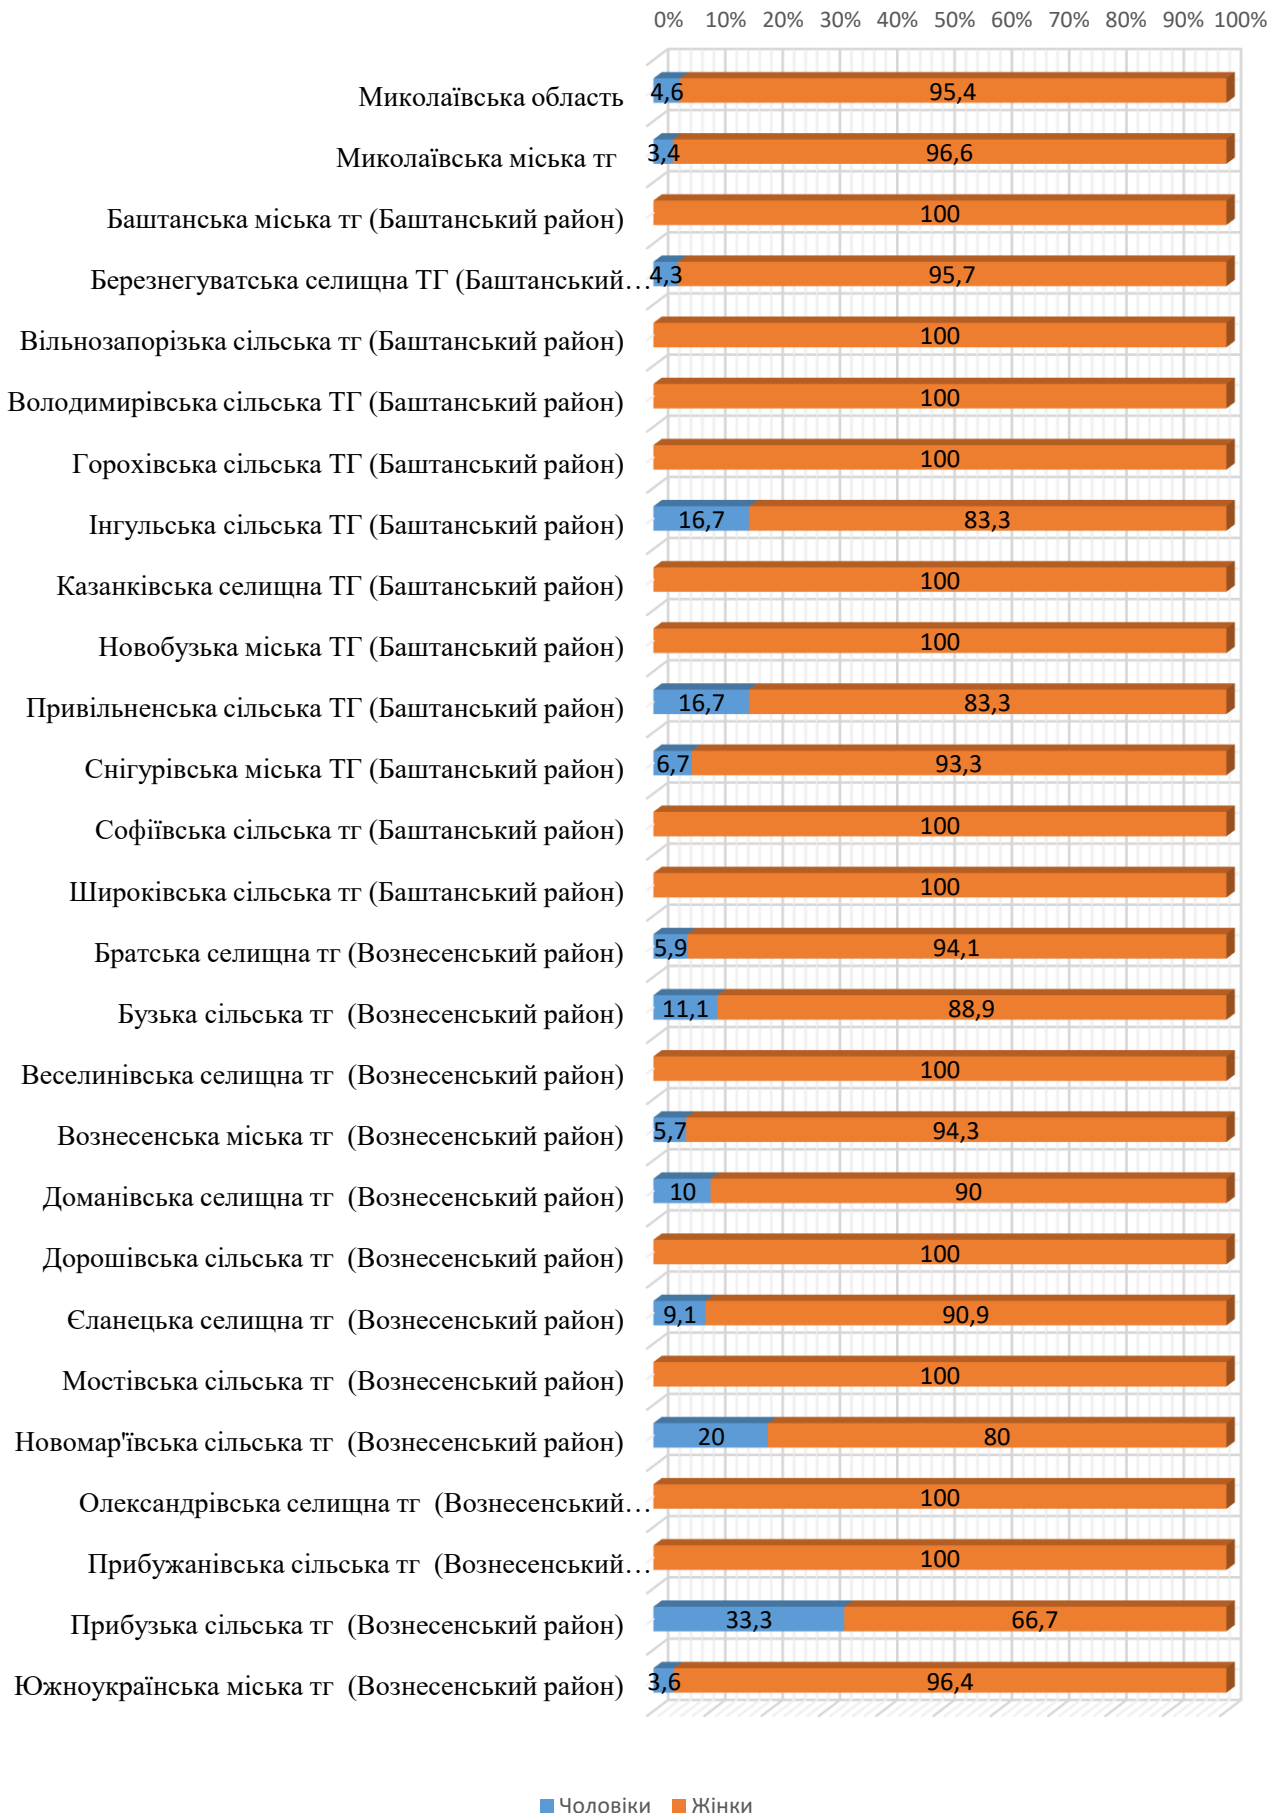 0% 10% 20% 30% 40% 50% 60% 70% 80% 90% 100%
Миколаївська область 4,6 95,4
Миколаївська міська тг 3,4 96,6
Баштанська міська тг (Баштанський район) 100
Березнегуватська селищна ТГ (Баштанський… 4,3 95,7
Вільнозапорізька сільська тг (Баштанський район) 100
Володимирівська сільська ТГ (Баштанський район) 100
Горохівська сільська ТГ (Баштанський район) 100
Інгульська сільська ТГ (Баштанський район) 16,7 83,3
Казанківська селищна ТГ (Баштанський район) 100
Новобузька міська ТГ (Баштанський район) 100
Привільненська сільська ТГ (Баштанський район) 16,7 83,3
Снігурівська міська ТГ (Баштанський район) 6,7 93,3
Софіївська сільська тг (Баштанський район) 100
Широківська сільська тг (Баштанський район) 100
Братська селищна тг (Вознесенський район) 5,9 94,1
Бузька сільська тг (Вознесенський район) 11,1 88,9
Веселинівська селищна тг (Вознесенський район) 100
Вознесенська міська тг (Вознесенський район) 5,7 94,3
Доманівська селищна тг (Вознесенський район) 10 90
Дорошівська сільська тг (Вознесенський район) 100
Єланецька селищна тг (Вознесенський район) 9,1 90,9
Мостівська сільська тг (Вознесенський район) 100
Новомар'ївська сільська тг (Вознесенський район) 20 80
Олександрівська селищна тг (Вознесенський… 100
Прибужанівська сільська тг (Вознесенський… 100
Прибузька сільська тг (Вознесенський район) 33,3 66,7
Южноукраїнська міська тг (Вознесенський район) 3,6 96,4
Чоловіки Жінки